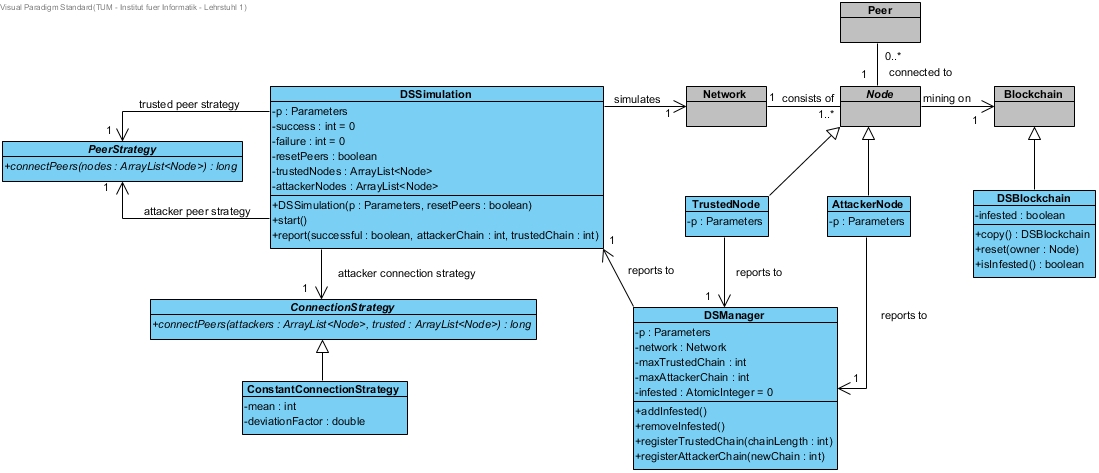 Visual Paradigm Standard(TUM - Institut fuer Informatik - Lehrstuhl 1)
Peer
0..*
1
connected to
DSSimulation
-p : Parameters
-success : int = 0
-failure : int = 0
-resetPeers : boolean
-trustedNodes : ArrayList<Node>
-attackerNodes : ArrayList<Node>
+DSSimulation(p : Parameters, resetPeers : boolean)
+start()
+report(successful : boolean, attackerChain : int, trustedChain : int)
simulates
1
Network
1
consists of
1..*
Node
mining on
1
Blockchain
trusted peer strategy
1
PeerStrategy
+connectPeers(nodes : ArrayList<Node>) : long
1
attacker peer strategy
TrustedNode
-p : Parameters
AttackerNode
-p : Parameters
DSBlockchain
-infested : boolean
+copy() : DSBlockchain
+reset(owner : Node)
+isInfested() : boolean
attacker connection strategy
1
1
reports to
reports to
1
reports to
1
ConnectionStrategy
+connectPeers(attackers : ArrayList<Node>, trusted : ArrayList<Node>) : long
DSManager
-p : Parameters
-network : Network
-maxTrustedChain : int
-maxAttackerChain : int
-infested : AtomicInteger = 0
+addInfested()
+removeInfested()
+registerTrustedChain(chainLength : int)
+registerAttackerChain(newChain : int)
ConstantConnectionStrategy
-mean : int
-deviationFactor : double